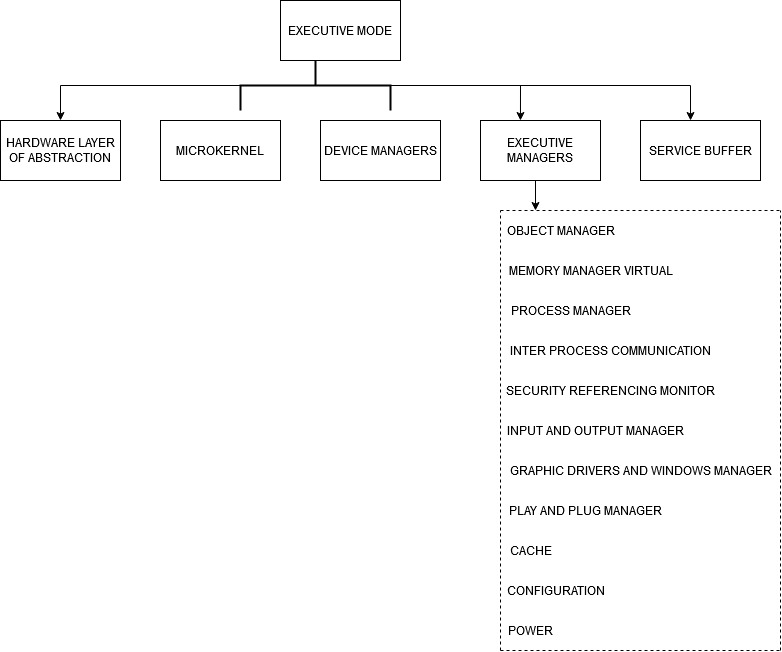 EXECUTIVE MODE
HARDWARE LAYER
OF ABSTRACTION
MICROKERNEL
DEVICE MANAGERS
EXECUTIVE
MANAGERS
SERVICE BUFFER
OBJECT MANAGER
MEMORY MANAGER VIRTUAL
PROCESS MANAGER
INTER PROCESS COMMUNICATION
SECURITY REFERENCING MONITOR
INPUT AND OUTPUT MANAGER
GRAPHIC DRIVERS AND WINDOWS MANAGER
PLAY AND PLUG MANAGER
CACHE
CONFIGURATION
POWER